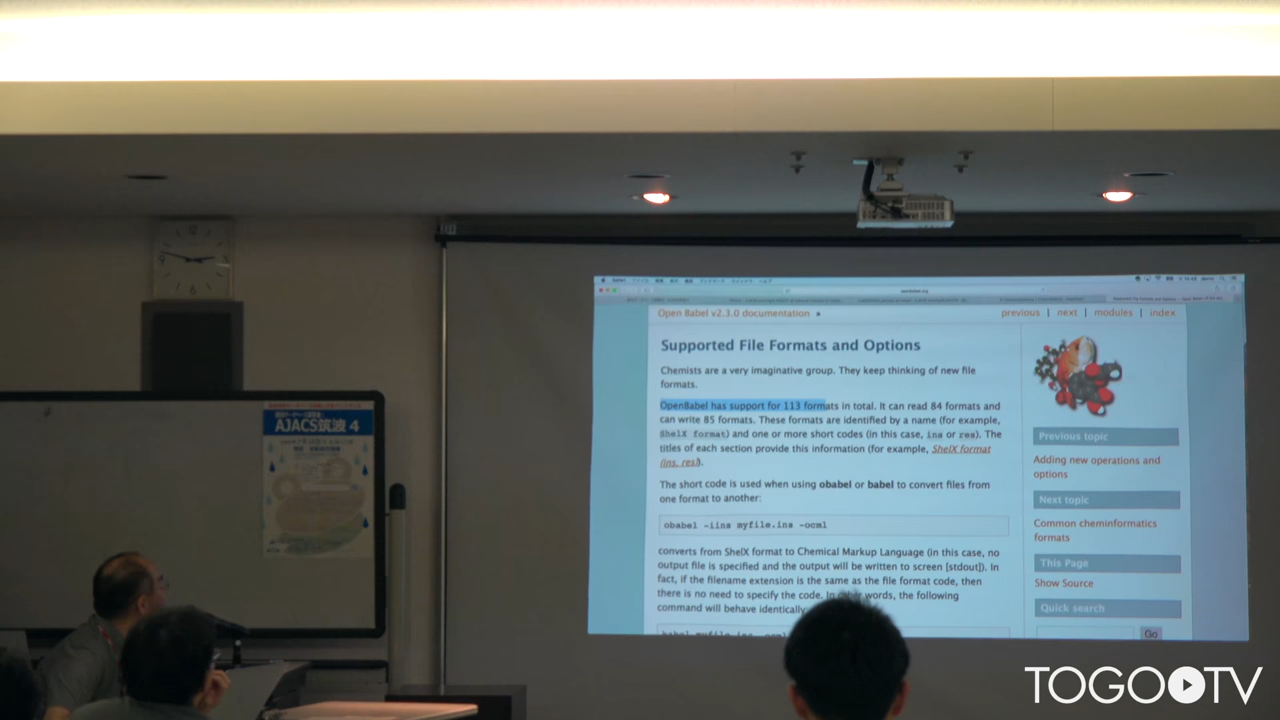 AJACS筑波 4
Open Babel v2.3.0 documentation »
previous | next | modules | index
Supported File Formats and Options
Chemists are a very imaginative group. They keep thinking of new file
formats.
OpenBabel has support for 113 formats in total. It can read 84 formats and
can write 85 formats. These formats are identified by a name (for example,
ShelX format) and one or more short codes (in this case, ins or res). The
titles of each section provide this information (for example, ShelX format
(ins, res)).
The short code is used when using obabel or babel to convert files from
one format to another:
obabel -iins myfile.ins -ocml
converts from ShelX format to Chemical Markup Language (in this case, no
output file is specified and the output will be written to screen [stdout]). In
fact, if the filename extension is the same as the file format code, then
there is no need to specify the code. In other words, the following
command will behave identically
babel myfile.ins
Previous topic
Adding new operations and
options
Next topic
Common cheminformatics
formats
This Page
Show Source
Quick search
Go
TOGOTV